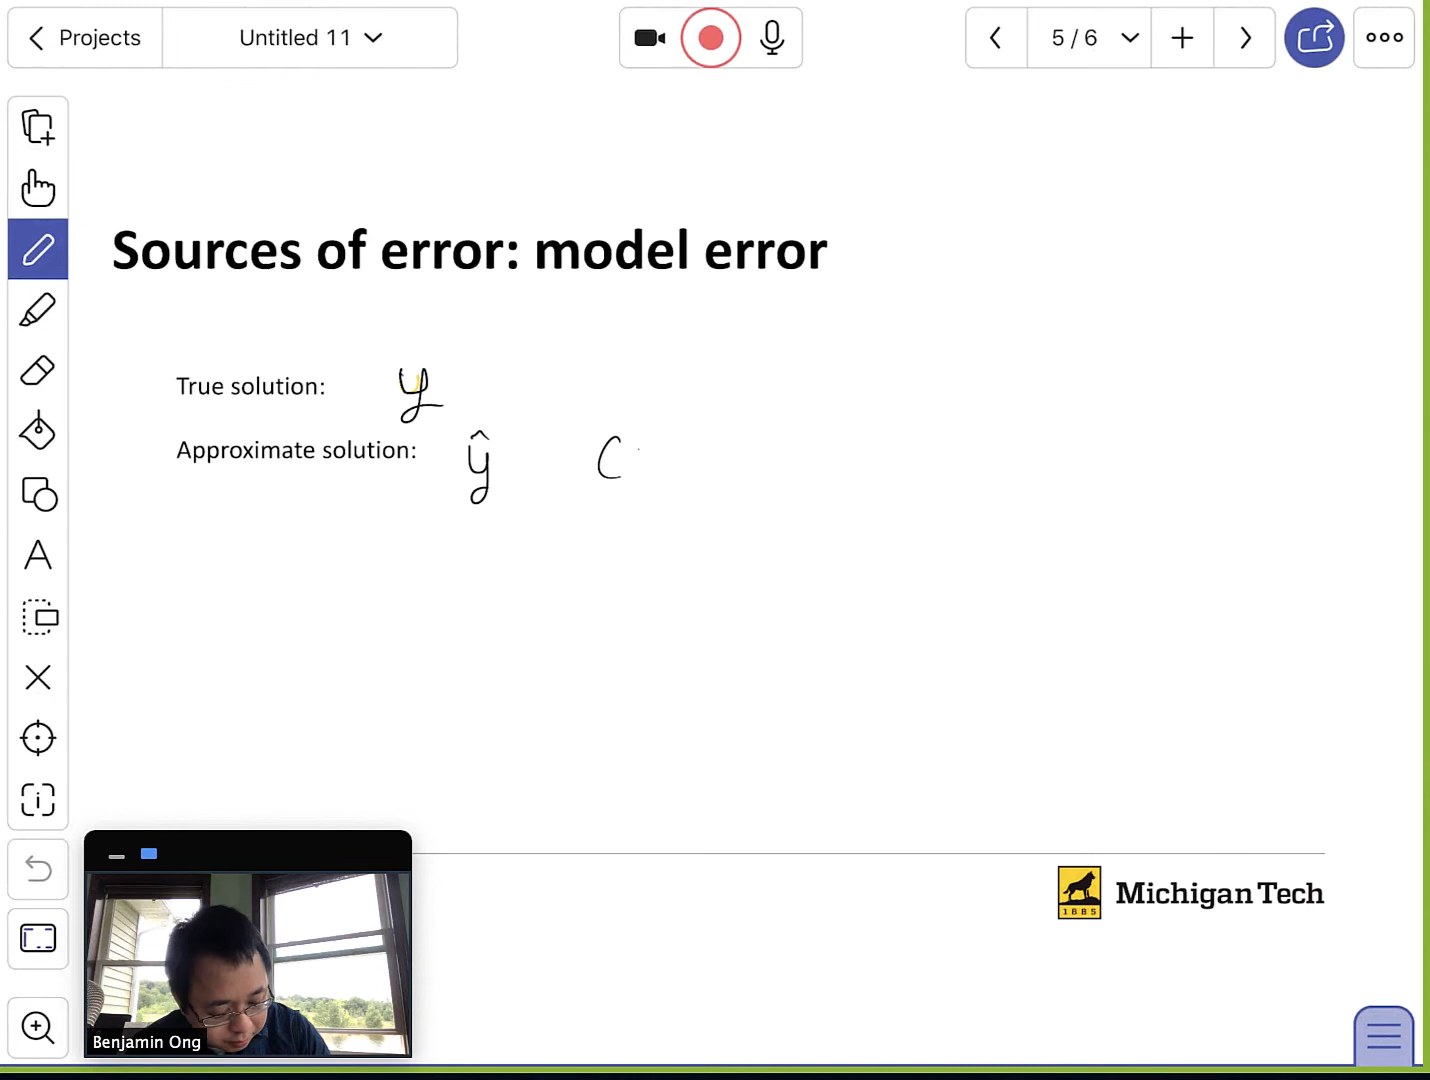 Projects Untitled 11 5 / 6
Sources of error: model error
True solution: y
Approximate solution: ŷ C
A
1885 Michigan Tech
Benjamin Ong